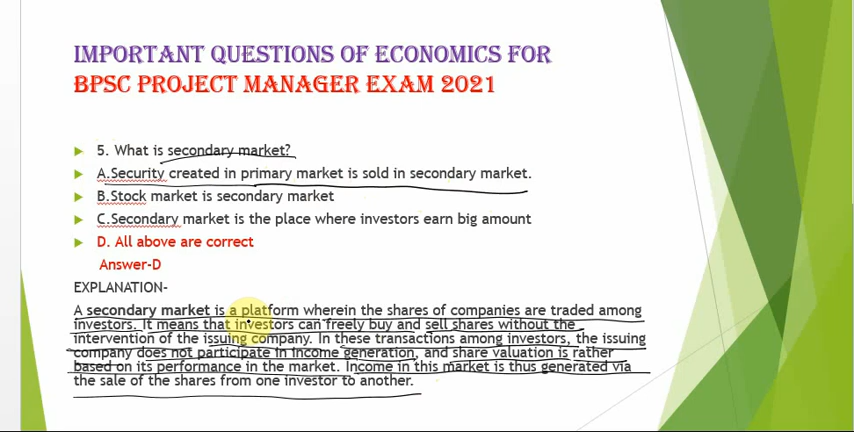 IMPORTANT QUESTIONS OF ECONOMICS FOR
BPSC PROJECT MANAGER EXAM 2021
5. What is secondary market?
A.Security created in primary market is sold in secondary market.
B.Stock market is secondary market
C.Secondary market is the place where investors earn big amount
D. All above are correct
Answer-D
EXPLANATION-
A secondary market is a platform wherein the shares of companies are traded among
investors. It means that investors can freely buy and sell shares without the
intervention of the issuing company. In these transactions among investors, the issuing
company does not participate in income generation, and share valuation is rather
based on its performance in the market. Income in this market is thus generated via
the sale of the shares from one investor to another.